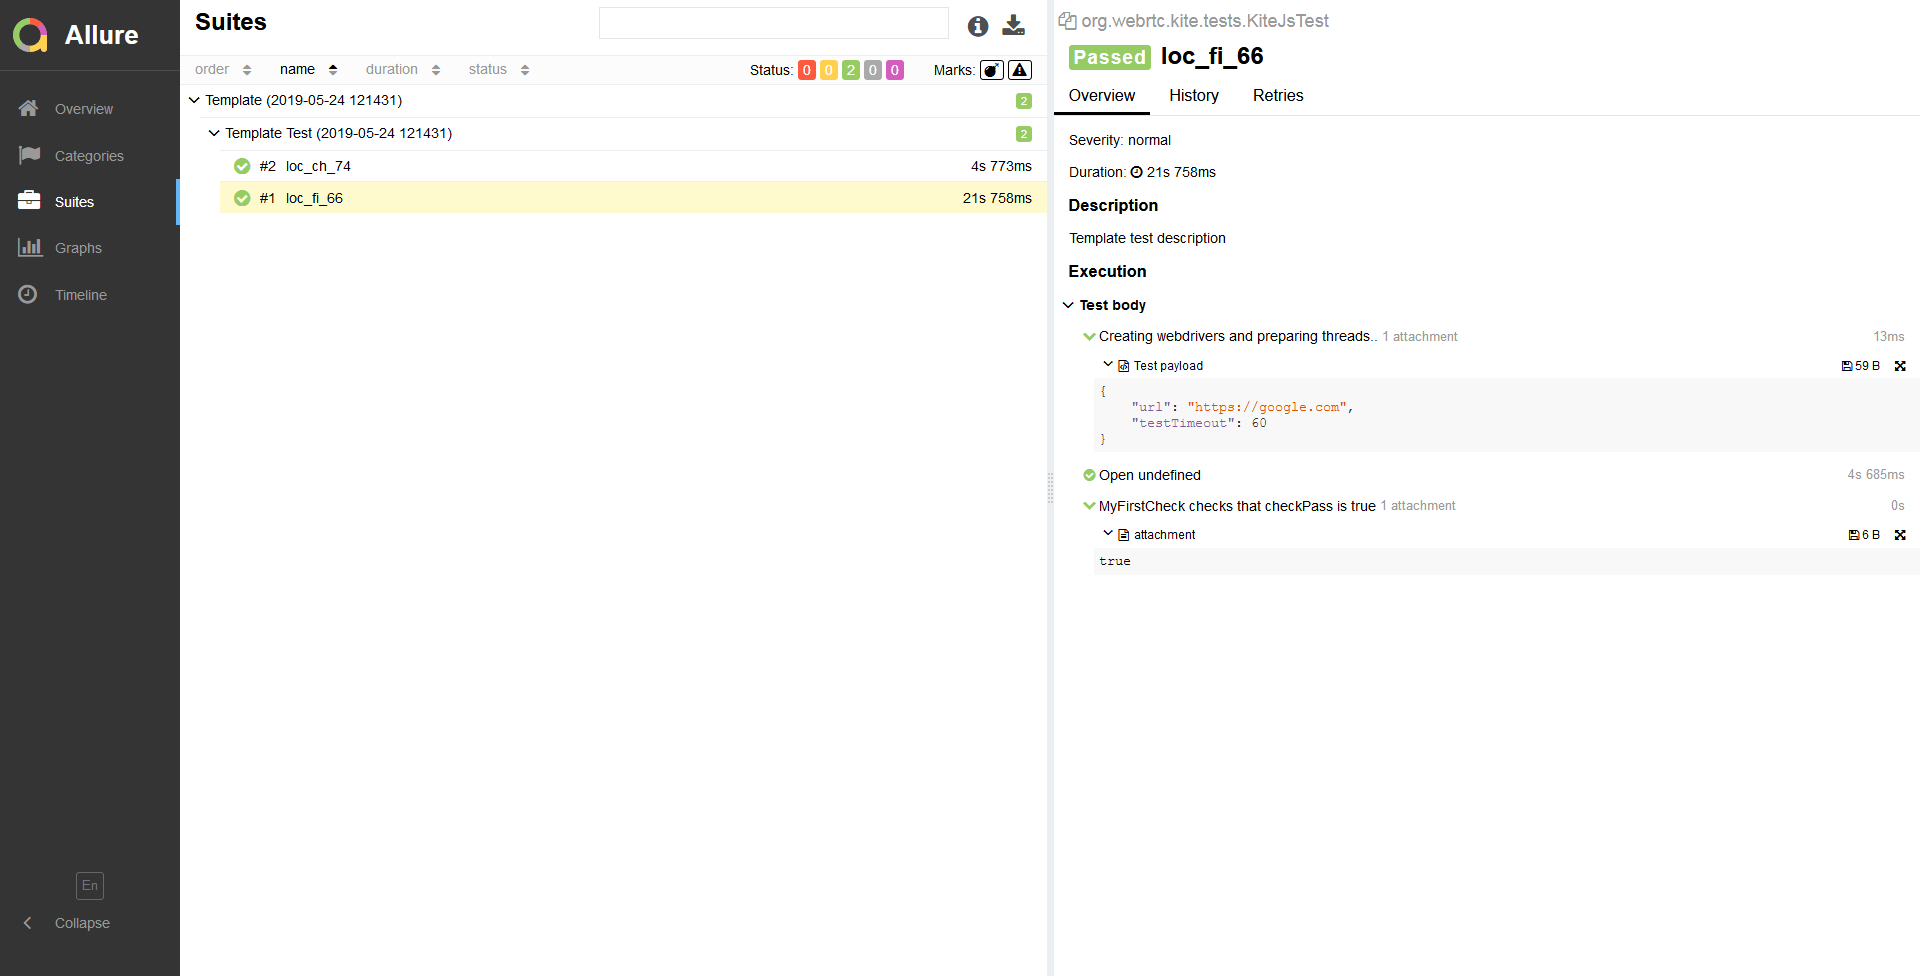 Allure
Overview
Categories
Suites
Graphs
Timeline
En
Collapse
Suites
order name duration status Status: 0 0 2 0 0 Marks:
Template (2019-05-24 121431) 2
Template Test (2019-05-24 121431) 2
#2 loc_ch_74 4s 773ms
#1 loc_fi_66 21s 758ms
org.webrtc.kite.tests.KiteJsTest
Passed loc_fi_66
Overview History Retries
Severity: normal
Duration: 21s 758ms
Description
Template test description
Execution
Test body
Creating webdrivers and preparing threads.. 1 attachment 13ms
Test payload 59 B
{
"url": "https://google.com",
"testTimeout": 60
}
Open undefined 4s 685ms
MyFirstCheck checks that checkPass is true 1 attachment 0s
attachment 6 B
true